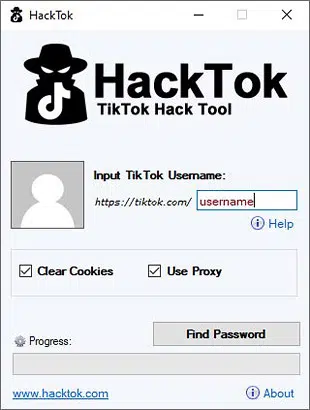 HackTok
HackTok
TikTok Hack Tool
Input TikTok Username:
https://tiktok.com/ username
Help
Clear Cookies Use Proxy
Find Password
Progress:
www.hacktok.com About